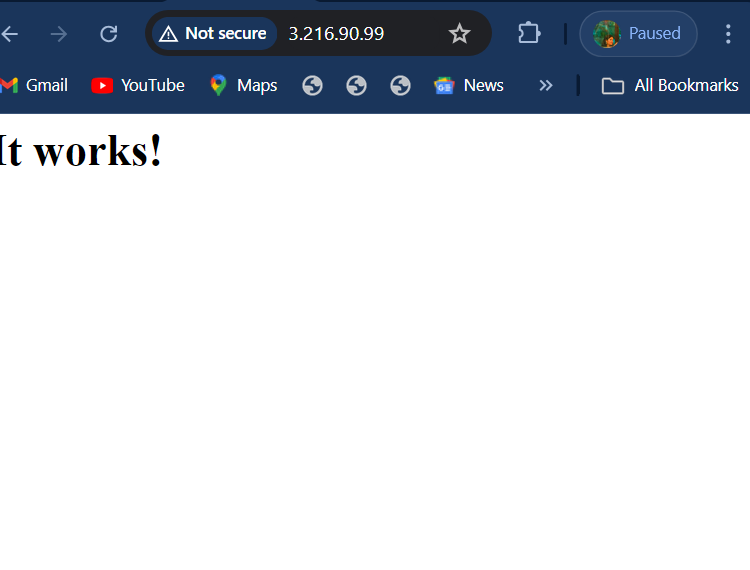 Not secure 3.216.90.99 Paused
Gmail YouTube Maps News All Bookmarks
It works!